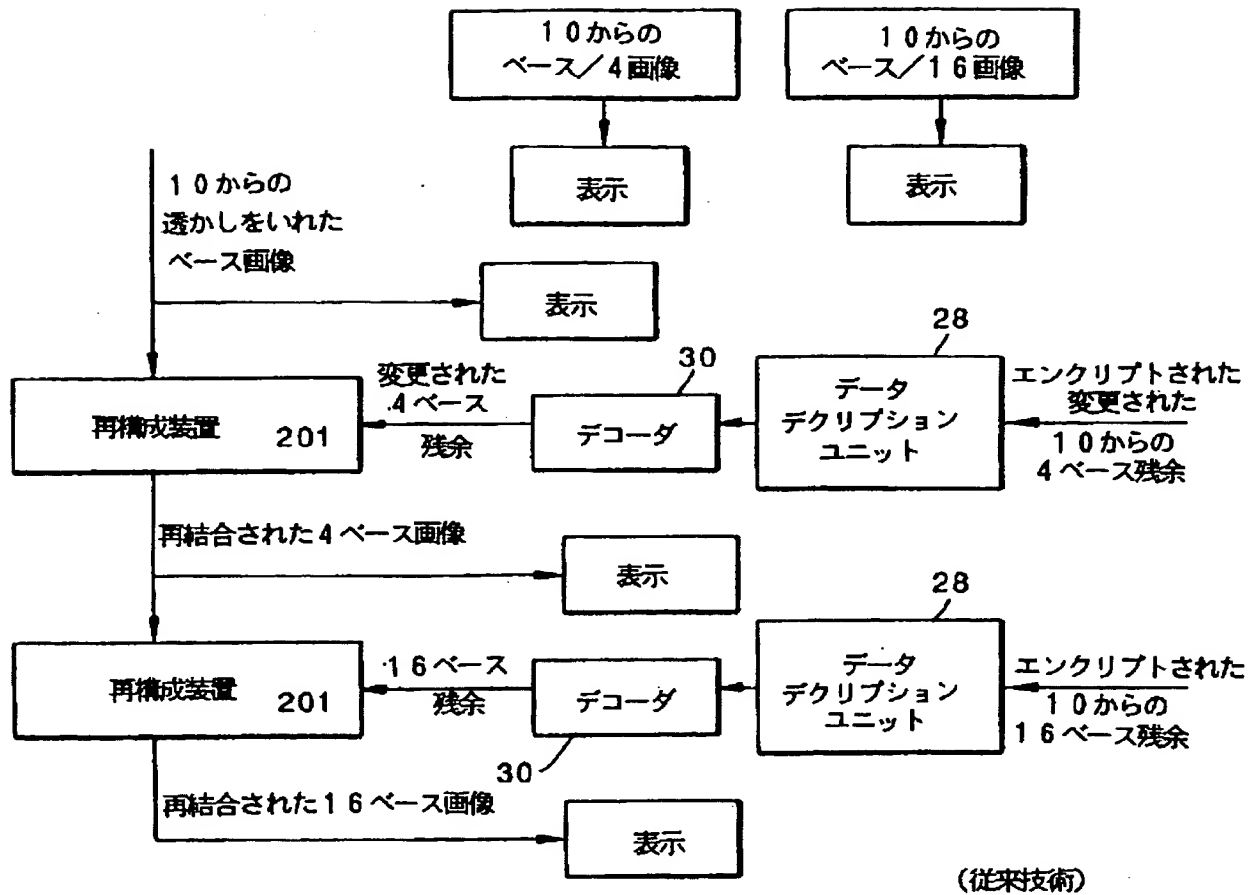 10からの
ベース/4画像
10からの
ベース/16画像
表示
表示
10からの
透かしをいれた
ベース画像
表示
28
30
再構成装置 201
変更された
4ベース
残余
デコーダ
データ
デクリプション
ユニット
エンクリプトされた
変更された
10からの
4ベース残余
再結合された4ベース画像
表示
28
再構成装置 201
16ベース
残余
デコーダ
30
データ
デクリプション
ユニット
エンクリプトされた
10からの
16ベース残余
再結合された16ベース画像
表示
(従来技術)